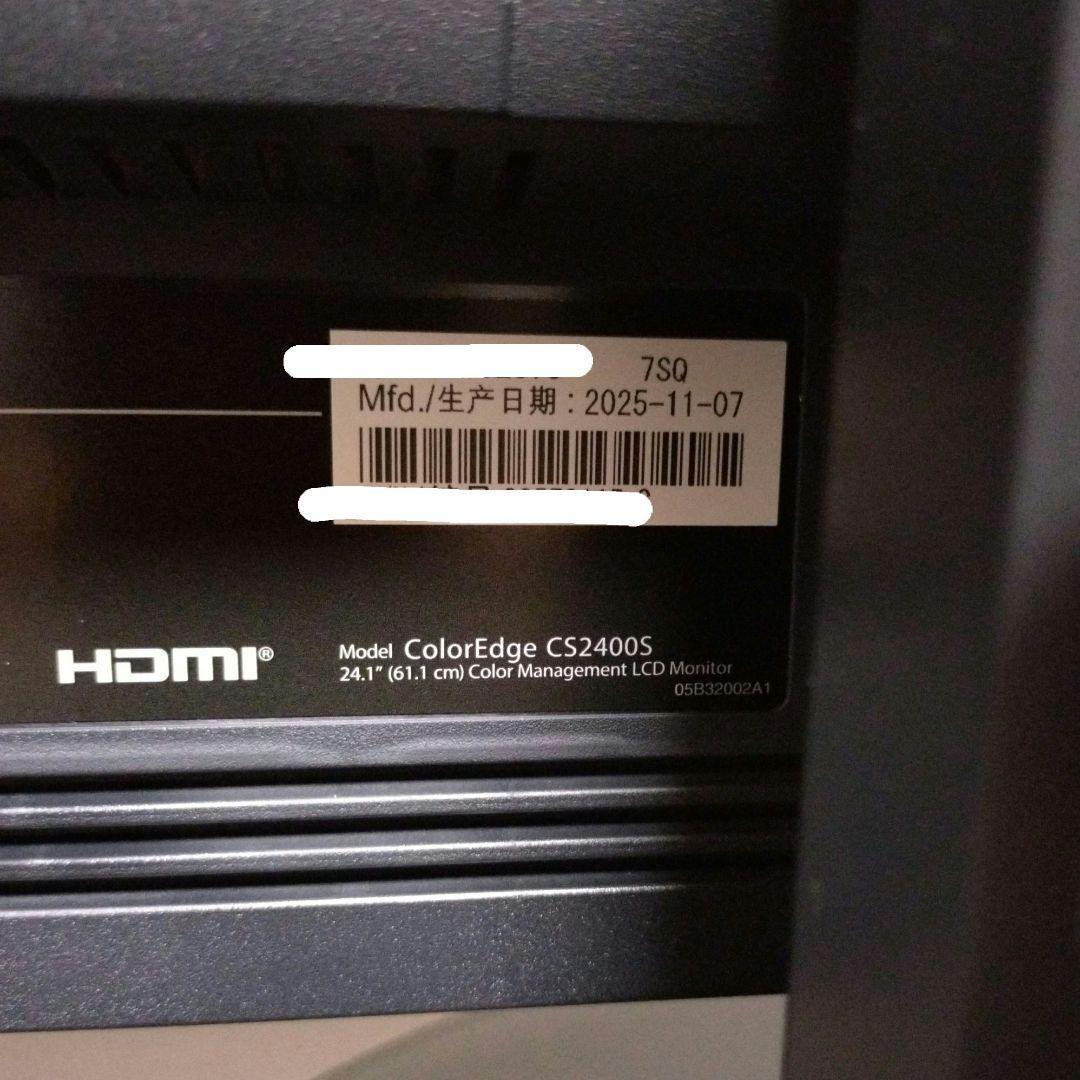 7SQ
Mfd./生产日期：2025-11-07
HDMI®
Model ColorEdge CS2400S
24.1" (61.1 cm) Color Management LCD Monitor
05B32002A1